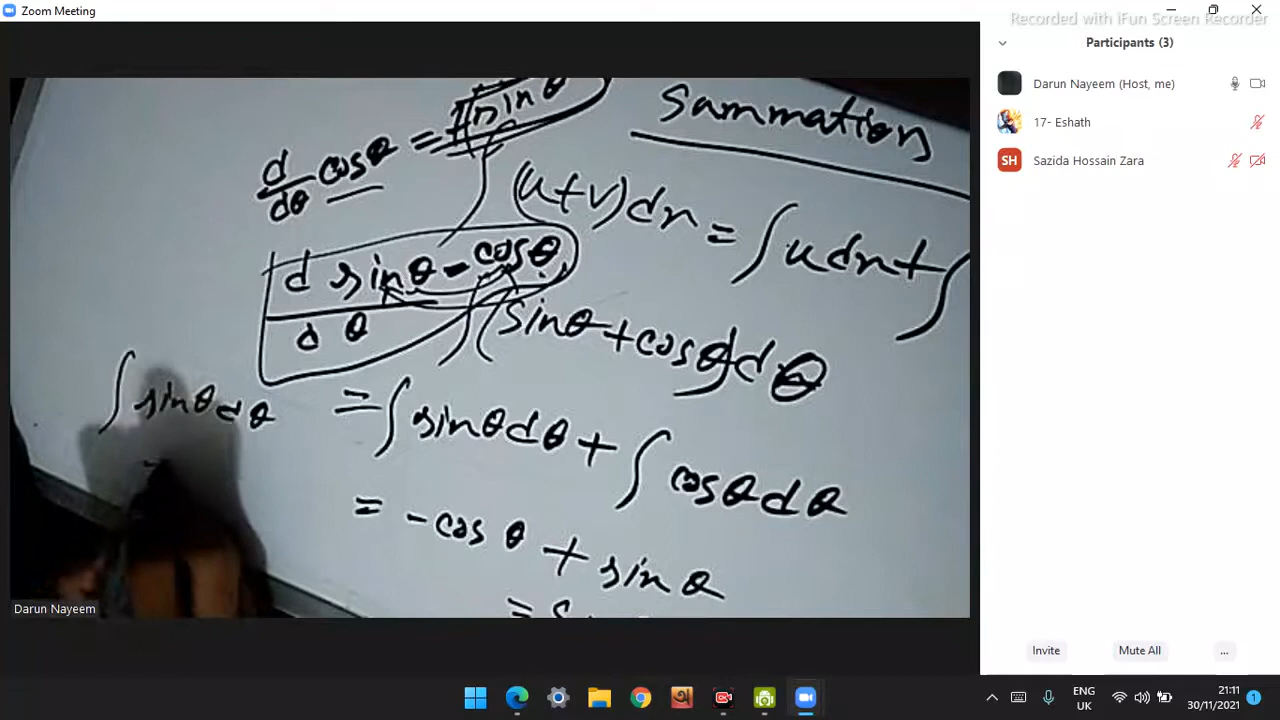 Zoom Meeting
Recorded with iFun Screen Recorder
Participants (3)
Darun Nayeem (Host, me)
17- Eshath
SH Sazida Hossain Zara
Sammation
d/dθ cosθ = sinθ
∫(u+v)dx = ∫udx+ ∫
d sinθ - cosθ
d θ
∫(sinθ+cosθ)dθ
∫sinθdθ
= ∫sinθdθ + ∫cosθdθ
= -cosθ + sinθ
=
Darun Nayeem
Invite Mute All ...
ENG
UK
21:11
30/11/2021
1